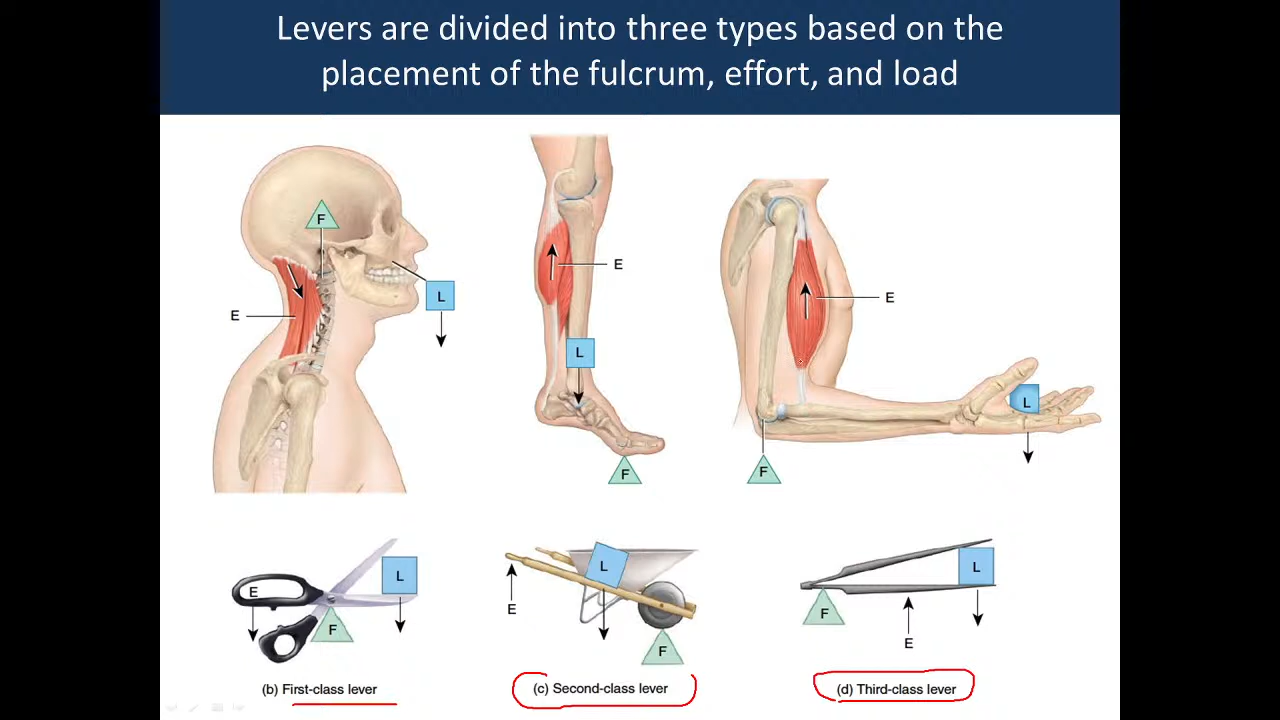 Levers are divided into three types based on the
placement of the fulcrum, effort, and load
F
L
E
E
L
F
E
L
F
E
L
F
(b) First-class lever
L
E
F
(c) Second-class lever
L
F
E
(d) Third-class lever